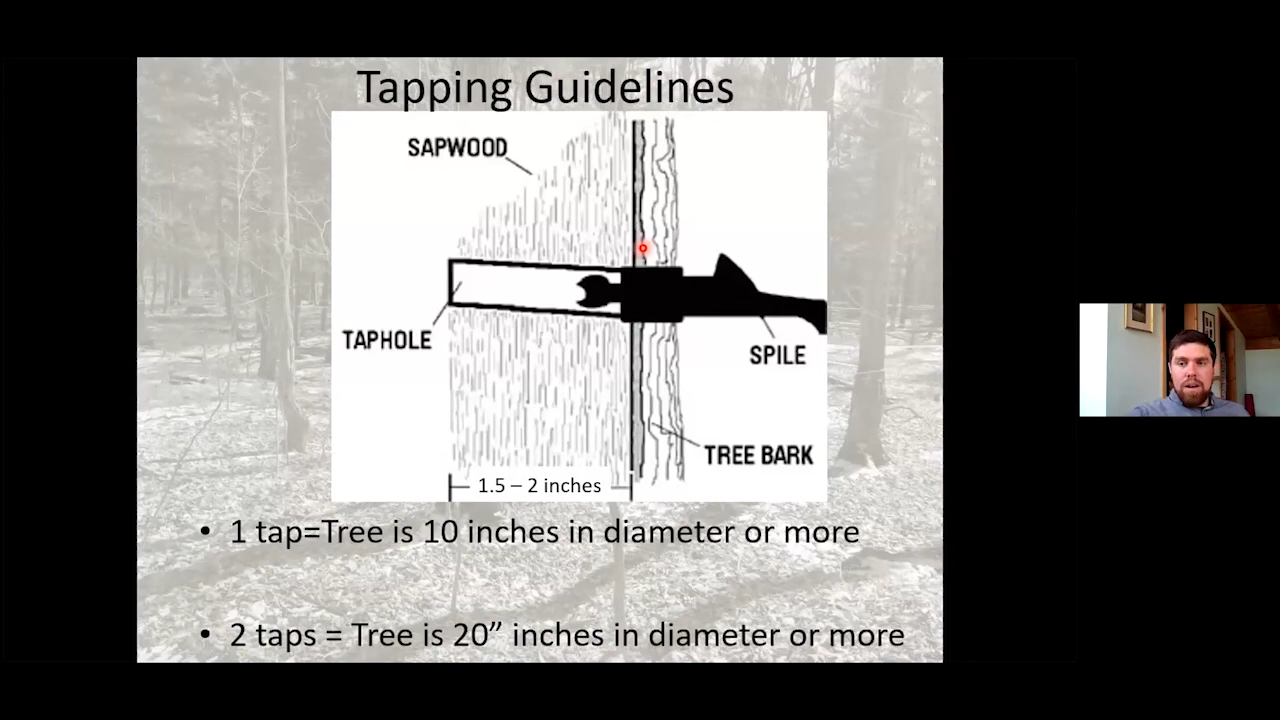 Tapping Guidelines
SAPWOOD
TAPHOLE
SPILE
TREE BARK
1.5 – 2 inches
• 1 tap=Tree is 10 inches in diameter or more
• 2 taps = Tree is 20” inches in diameter or more